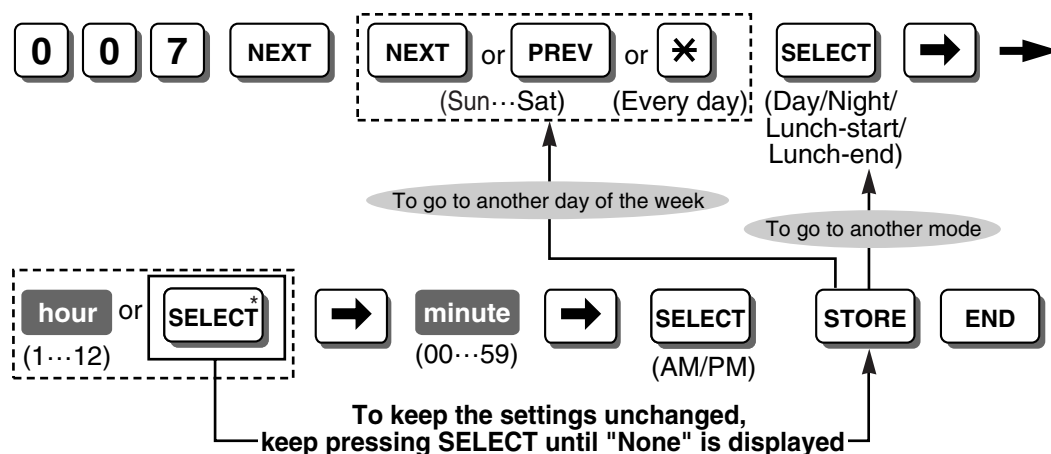 0 0 7 NEXT NEXT or PREV or ✳ SELECT ➡
(Sun···Sat) (Every day) (Day/Night/
Lunch-start/
Lunch-end)
To go to another day of the week
To go to another mode
hour or SELECT* ➡ minute ➡ SELECT STORE END
(1···12) (00···59) (AM/PM)
To keep the settings unchanged,
keep pressing SELECT until "None" is displayed